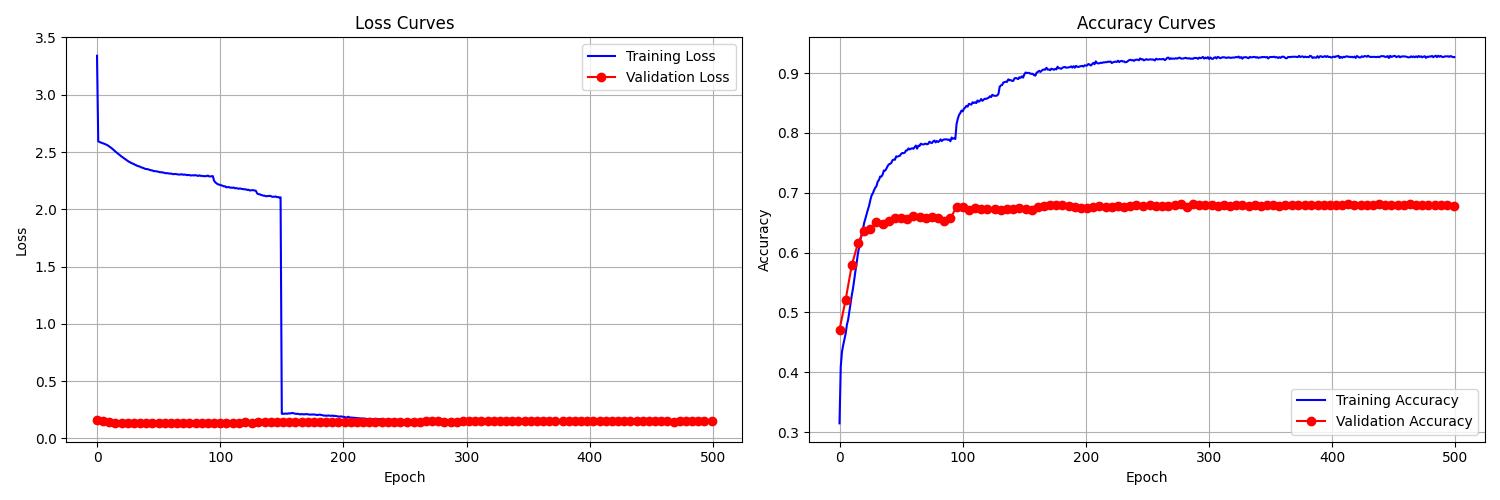 Loss Curves
3.5
3.0
2.5
2.0
1.5
1.0
0.5
0.0
Loss
0 100 200 300 400 500
Epoch
Training Loss
Validation Loss
Accuracy Curves
0.9
0.8
0.7
0.6
0.5
0.4
0.3
Accuracy
0 100 200 300 400 500
Epoch
Training Accuracy
Validation Accuracy